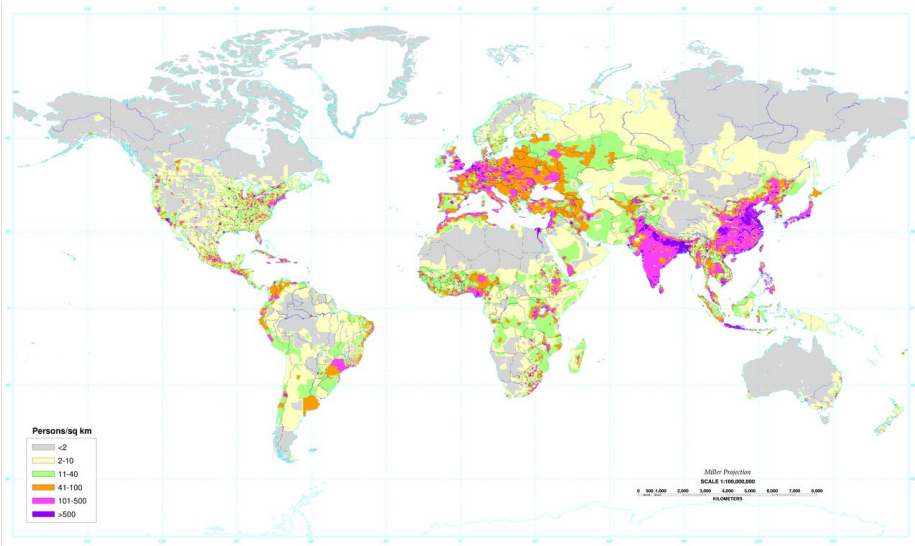 Persons/sq km
<2
2-10
11-40
41-100
101-500
>500
Miller Projection
SCALE 1:100,000,000
0 500 1,000 2,000 3,000 4,000 5,000 6,000 7,000 8,000
KILOMETERS